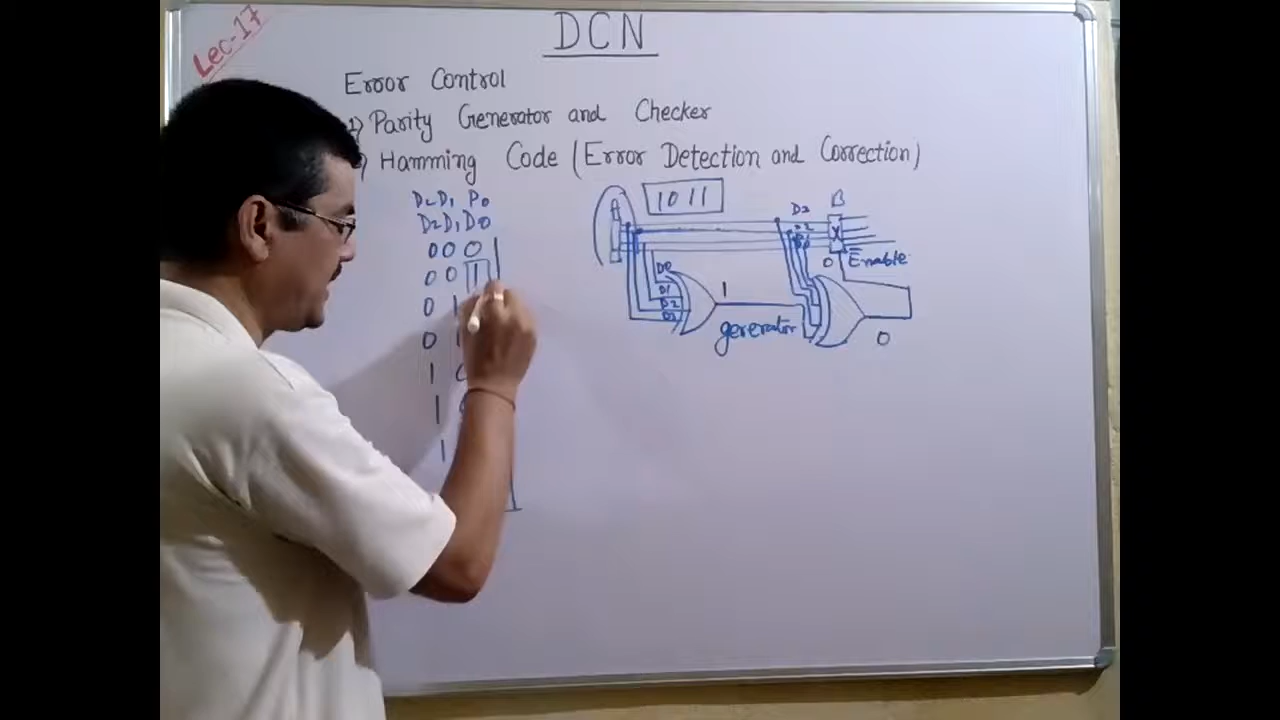 Lec-17
DCN
Error Control
1) Parity Generator and Checker
) Hamming Code (Error Detection and Correction)
D2 D1 P0
D2 D1 D0
0 0 0
0 0 1
0 1
0 1
1 0
1
1
A
1011
D3
B
X
0 Enable
D0
D1
D2
D3
1
generator
0